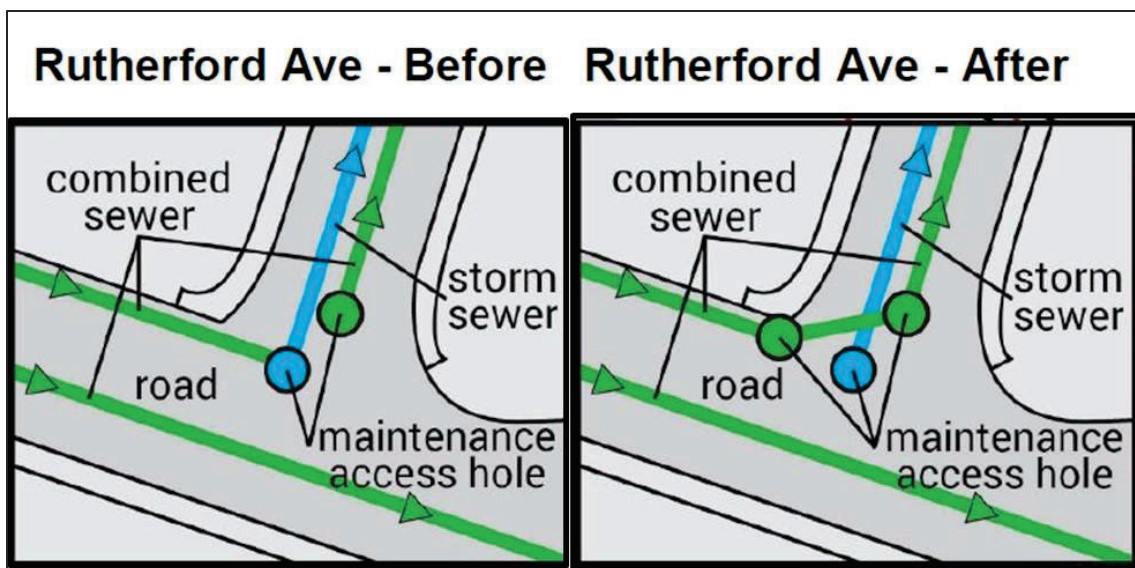 Rutherford Ave - Before
combined
sewer
storm
sewer
road
maintenance
access hole
Rutherford Ave - After
combined
sewer
storm
sewer
road
maintenance
access hole